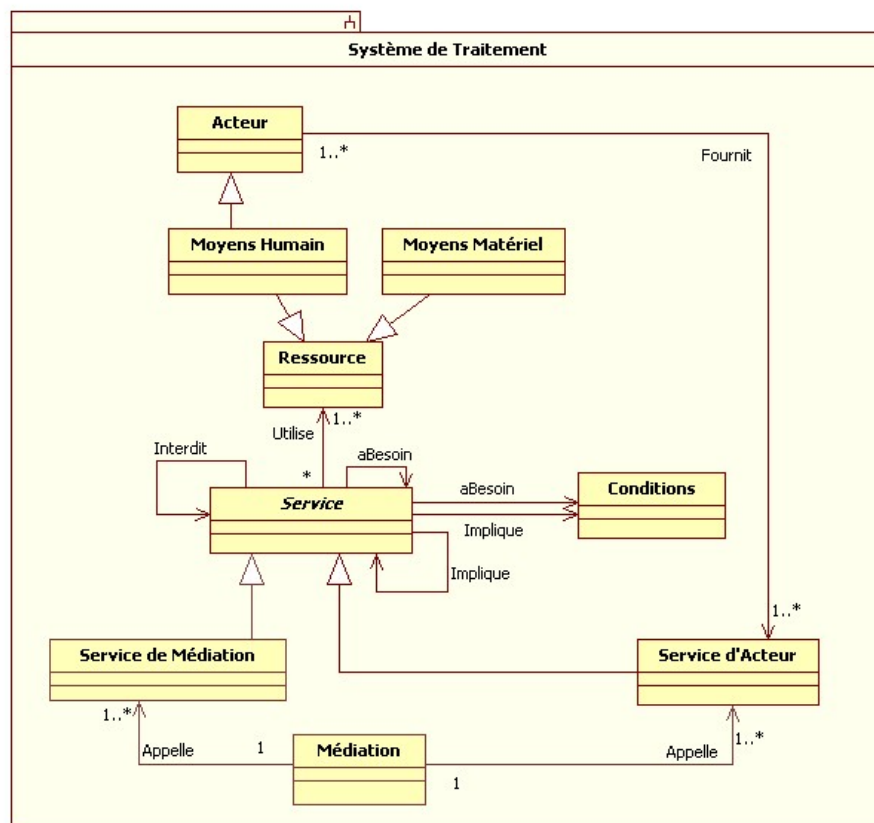 Système de Traitement
Acteur
1..*
Fournit
Moyens Humain
Moyens Matériel
Ressource
1..*
Utilise
Interdit
aBesoin
*
Service
aBesoin
Conditions
Implique
Implique
1..*
Service de Médiation
Service d'Acteur
1..*
1..*
Appelle
1
Médiation
Appelle
1